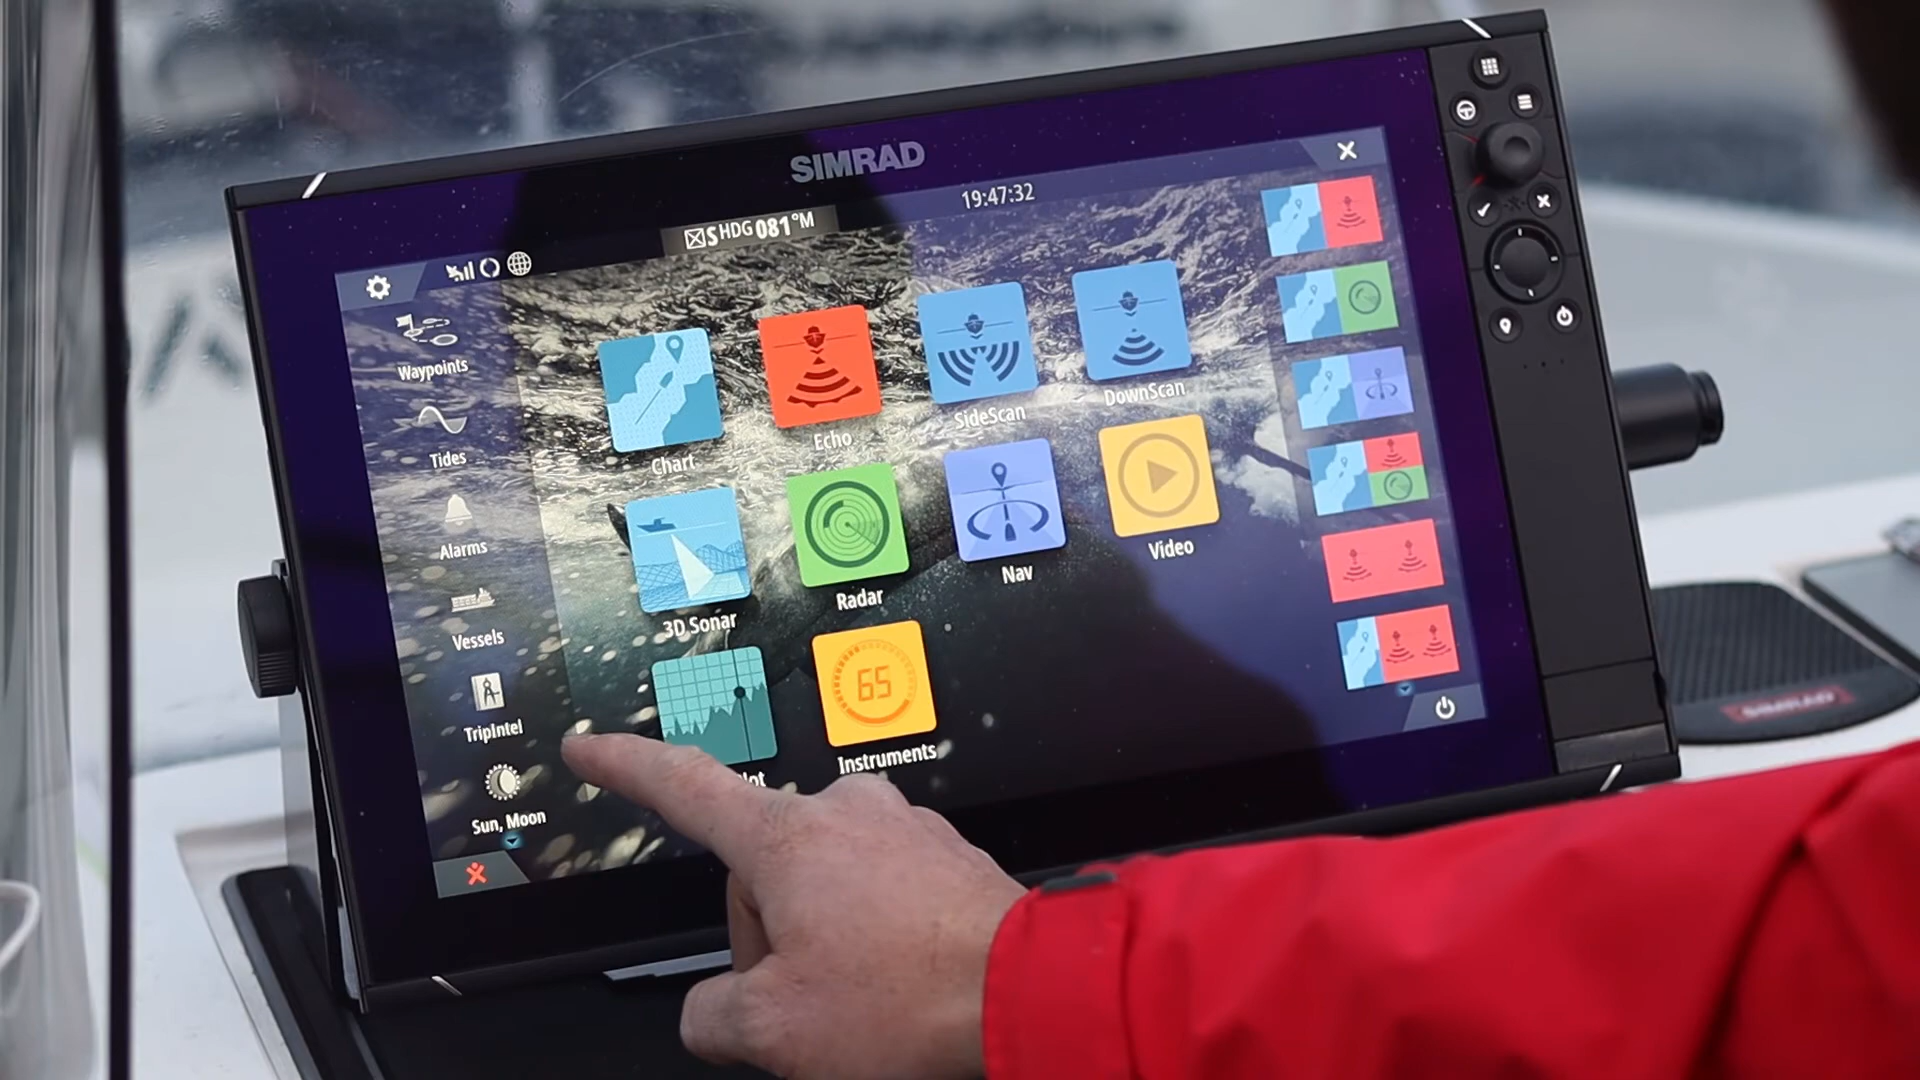 SIMRAD
19:47:32
S HDG 081°M
Waypoints
Tides
Alarms
Vessels
TripIntel
Sun, Moon
Chart
Echo
SideScan
DownScan
3D Sonar
Radar
Nav
Video
65
Instruments
SIMRAD